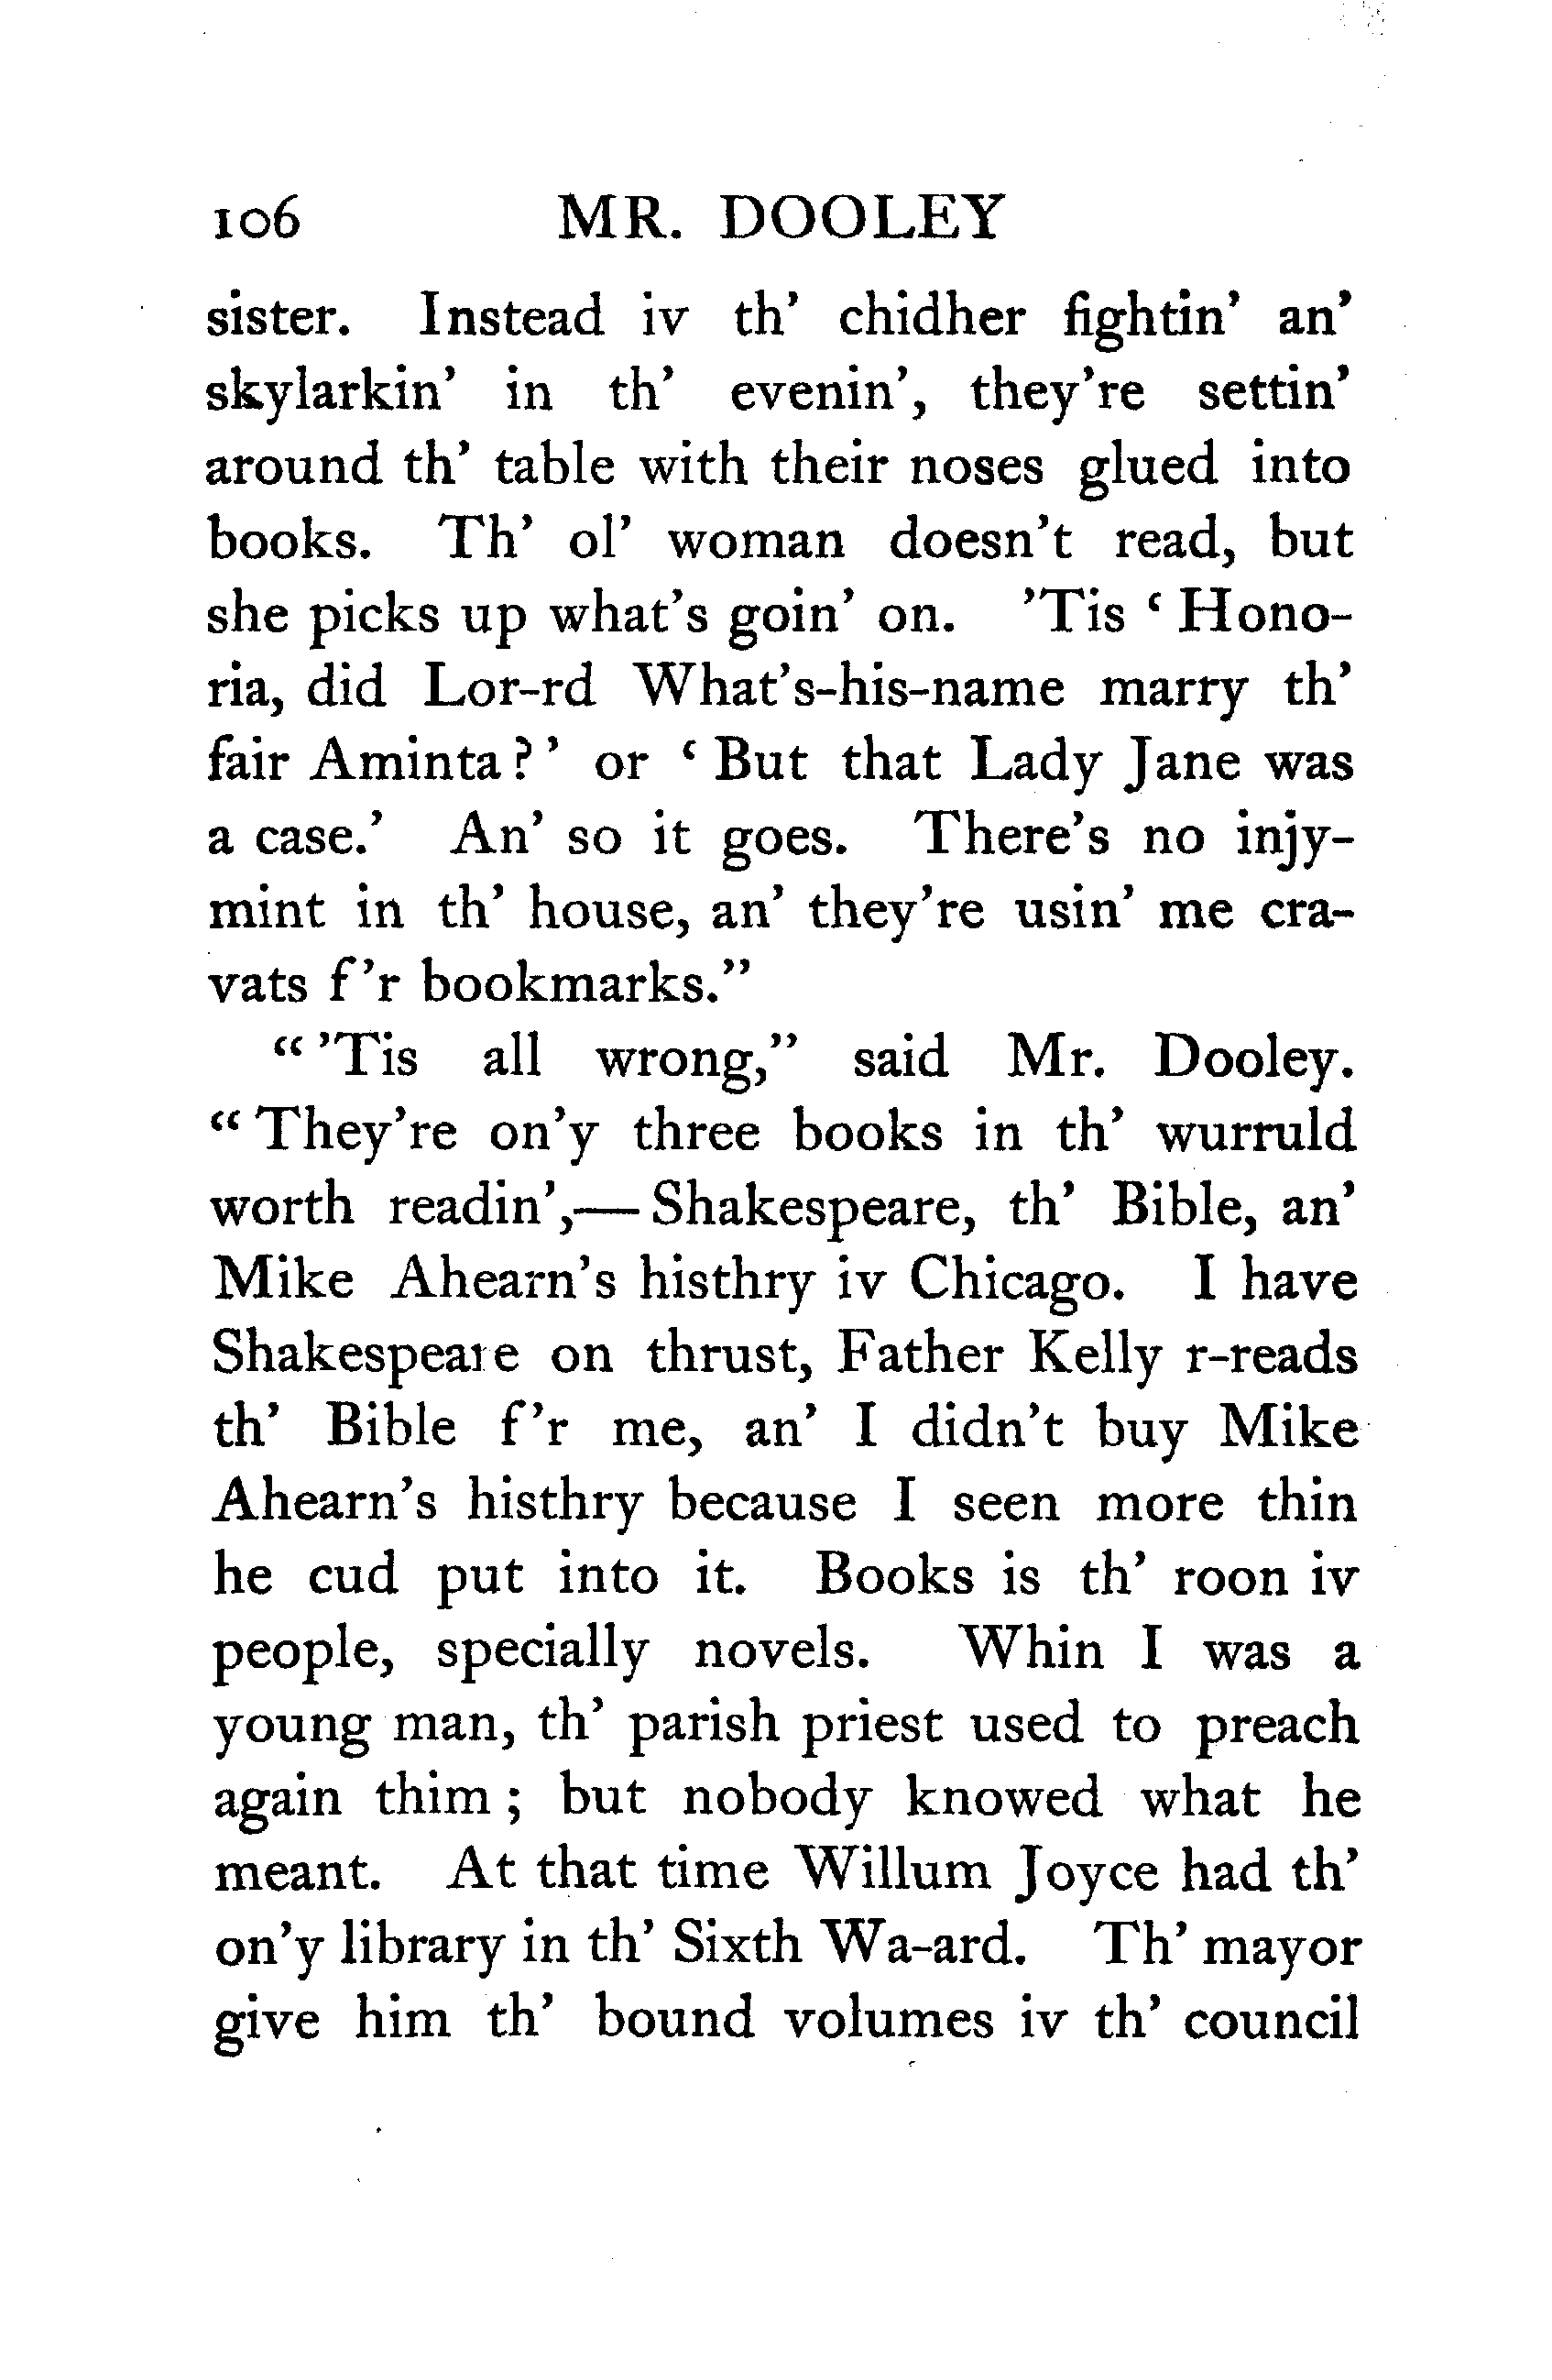 106 MR. DOOLEY
sister. Instead iv th' chidher fightin' an'
skylarkin' in th' evenin', they're settin'
around th' table with their noses glued into
books. Th' ol' woman doesn't read, but
she picks up what's goin' on. 'Tis ‘ Hono-
ria, did Lor-rd What's-his-name marry th'
fair Aminta ? ’ or ‘ But that Lady Jane was
a case.’ An' so it goes. There's no injy-
mint in th' house, an' they're usin' me cra-
vats f'r bookmarks.”
“ 'Tis all wrong,” said Mr. Dooley.
“ They're on'y three books in th' wurruld
worth readin',— Shakespeare, th' Bible, an'
Mike Ahearn's histhry iv Chicago. I have
Shakespeare on thrust, Father Kelly r-reads
th' Bible f'r me, an' I didn't buy Mike
Ahearn's histhry because I seen more thin
he cud put into it. Books is th' roon iv
people, specially novels. Whin I was a
young man, th' parish priest used to preach
again thim ; but nobody knowed what he
meant. At that time Willum Joyce had th'
on'y library in th' Sixth Wa-ard. Th' mayor
give him th' bound volumes iv th' council